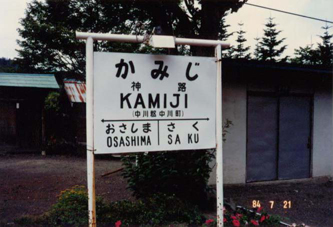 かみじ
神路
KAMIJI
(中川郡中川町)
おさしま さく
OSASHIMA SAKU
84 7 21